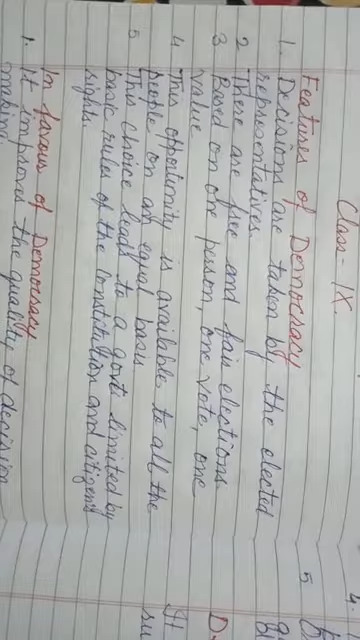 Class - IX.
Features of Democracy
1. Decisions are taken by the elected
representatives.
2 There are free and fair elections.
3 Based on one person, one vote, one
value
4 This opportunity is available to all the
people on an equal basis
5 This choice leads to a govt limited by
basic rules of the constitution and citizens
rights.
In favour of Democracy
1. It improves the quality of decision
making.
4.
5
D.
H
su